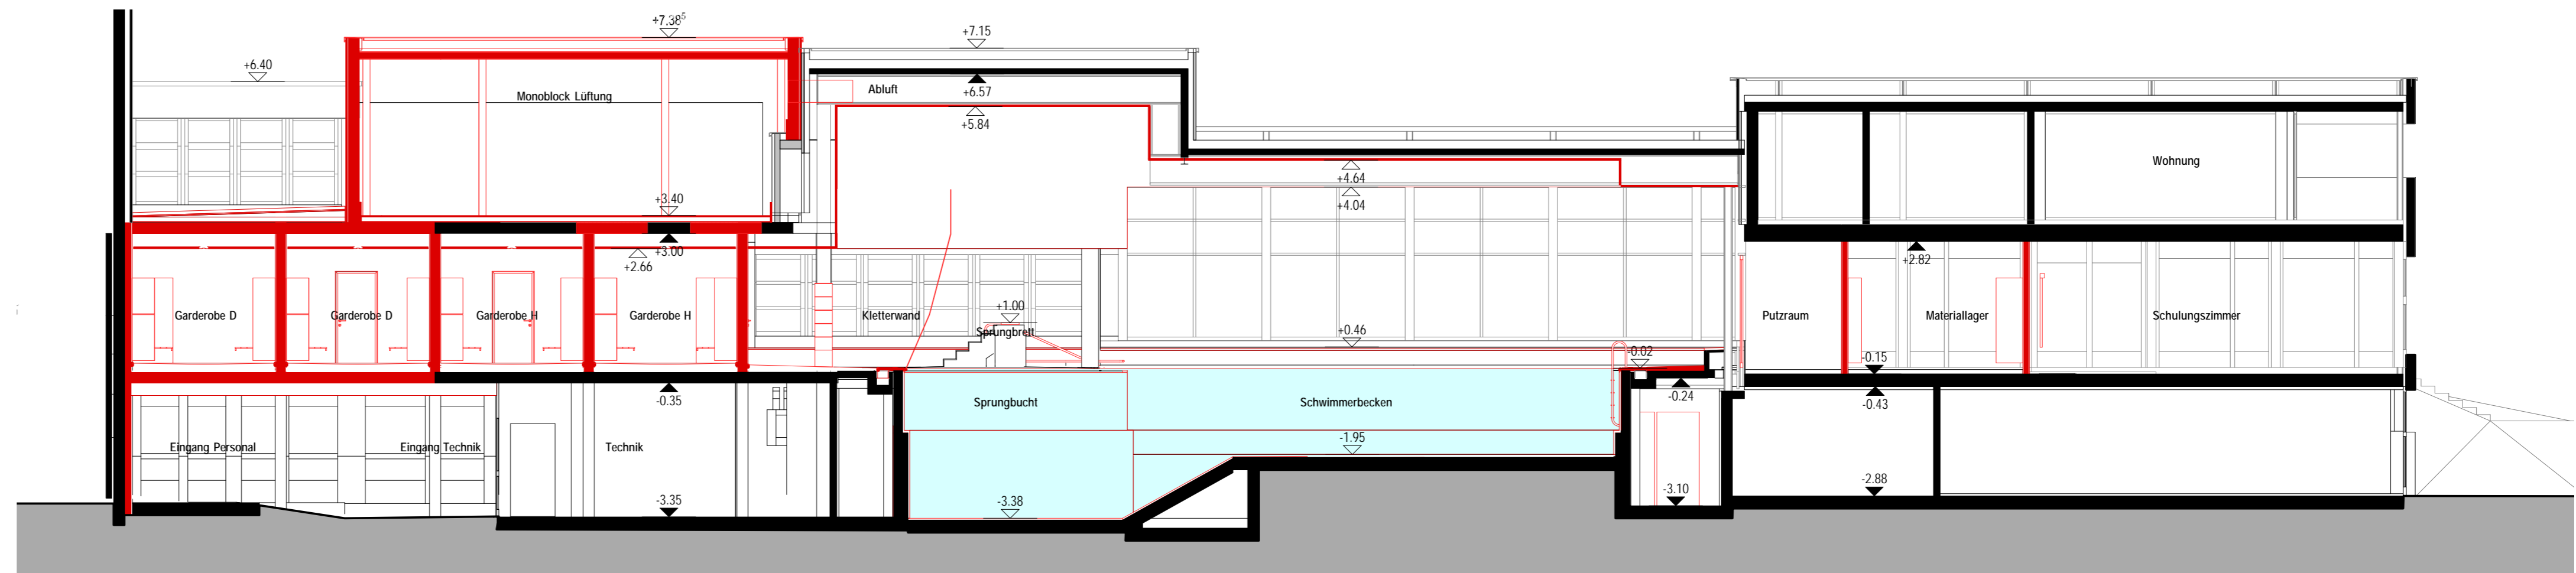 +7.38⁵
+7.15
+6.40
Abluft
+6.57
Monoblock Lüftung
+5.84
Wohnung
+4.64
+3.40
+4.04
+3.00
+2.66
+2.82
+1.00
Garderobe D
Garderobe D
Garderobe H
Garderobe H
Kletterwand
Sprungbrett
+0.46
Putzraum
Materiallager
Schulungszimmer
-0.02
-0.15
-0.35
-0.24
-0.43
Sprungbucht
Schwimmerbecken
-1.95
Eingang Personal
Eingang Technik
Technik
-2.88
-3.10
-3.35
-3.38